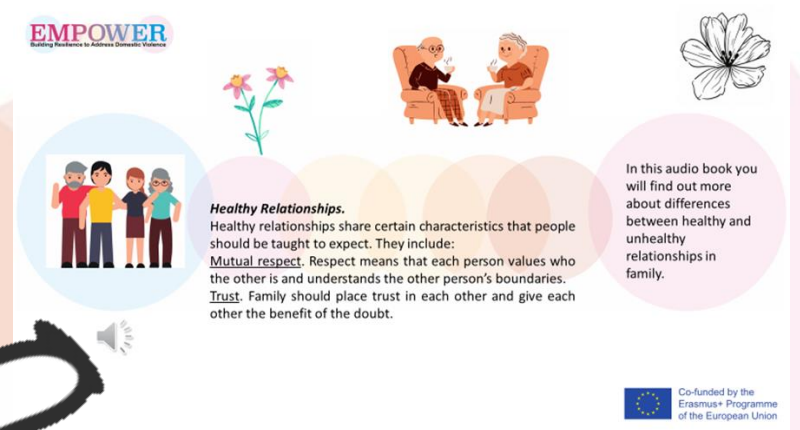 EMPOWER
Building Resilience to Address Domestic Violence
Healthy Relationships.
Healthy relationships share certain characteristics that people
should be taught to expect. They include:
Mutual respect. Respect means that each person values who
the other is and understands the other person's boundaries.
Trust. Family should place trust in each other and give each
other the benefit of the doubt.
In this audio book you
will find out more
about differences
between healthy and
unhealthy
relationships in
family.
Co-funded by the
Erasmus+ Programme
of the European Union